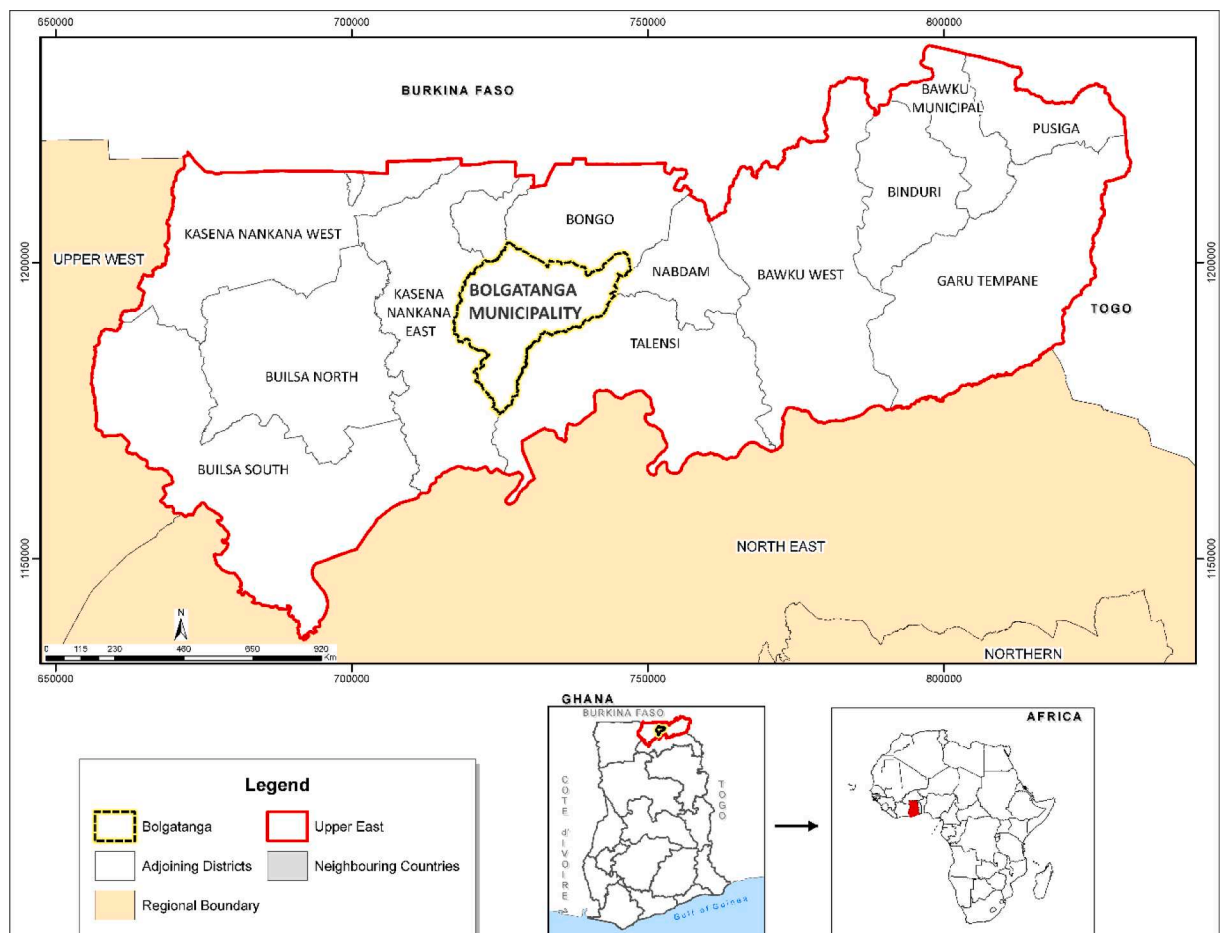 650000 700000 750000 800000
BURKINA FASO
BAWKU
MUNICIPAL
PUSIGA
BINDURI
BONGO
KASENA NANKANA WEST
UPPER WEST
1200000
1200000
NABDAM
BAWKU WEST
GARU TEMPANE
KASENA
NANKANA
EAST
BOLGATANGA
MUNICIPALITY
TOGO
TALENSI
BUILSA NORTH
BUILSA SOUTH
NORTH EAST
1150000
1150000
N
0 115 230 460 690 920
Km
NORTHERN
650000 700000 750000 800000
GHANA
BURKINA FASO
COTE d'IVOIRE
TOGO
Gulf of Guinea
AFRICA
Legend
Bolgatanga
Upper East
Adjoining Districts
Neighbouring Countries
Regional Boundary